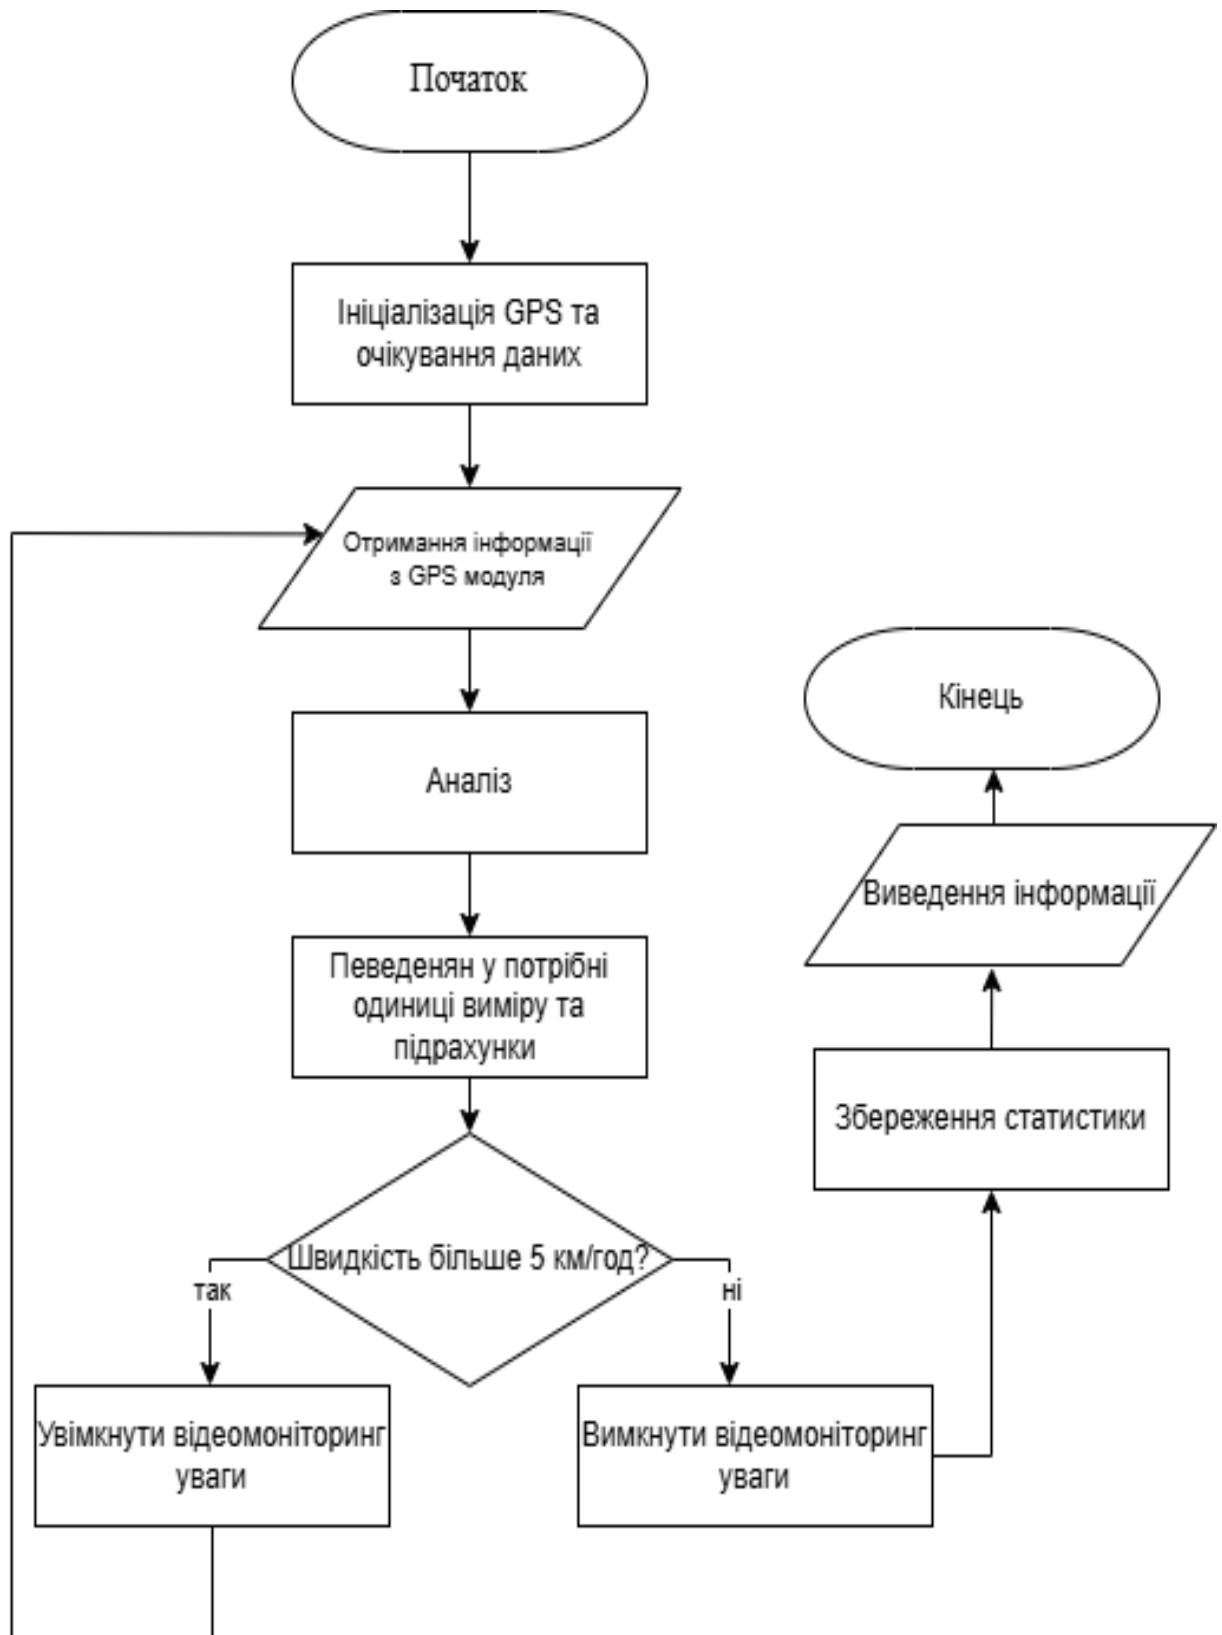 Початок
Ініціалізація GPS та
очікування даних
Отримання інформації
з GPS модуля
Аналіз
Певеденян у потрібні
одиниці виміру та
підрахунки
Швидкість більше 5 км/год?
так
ні
Увімкнути відеомоніторинг
уваги
Вимкнути відеомоніторинг
уваги
Збереження статистики
Виведення інформації
Кінець